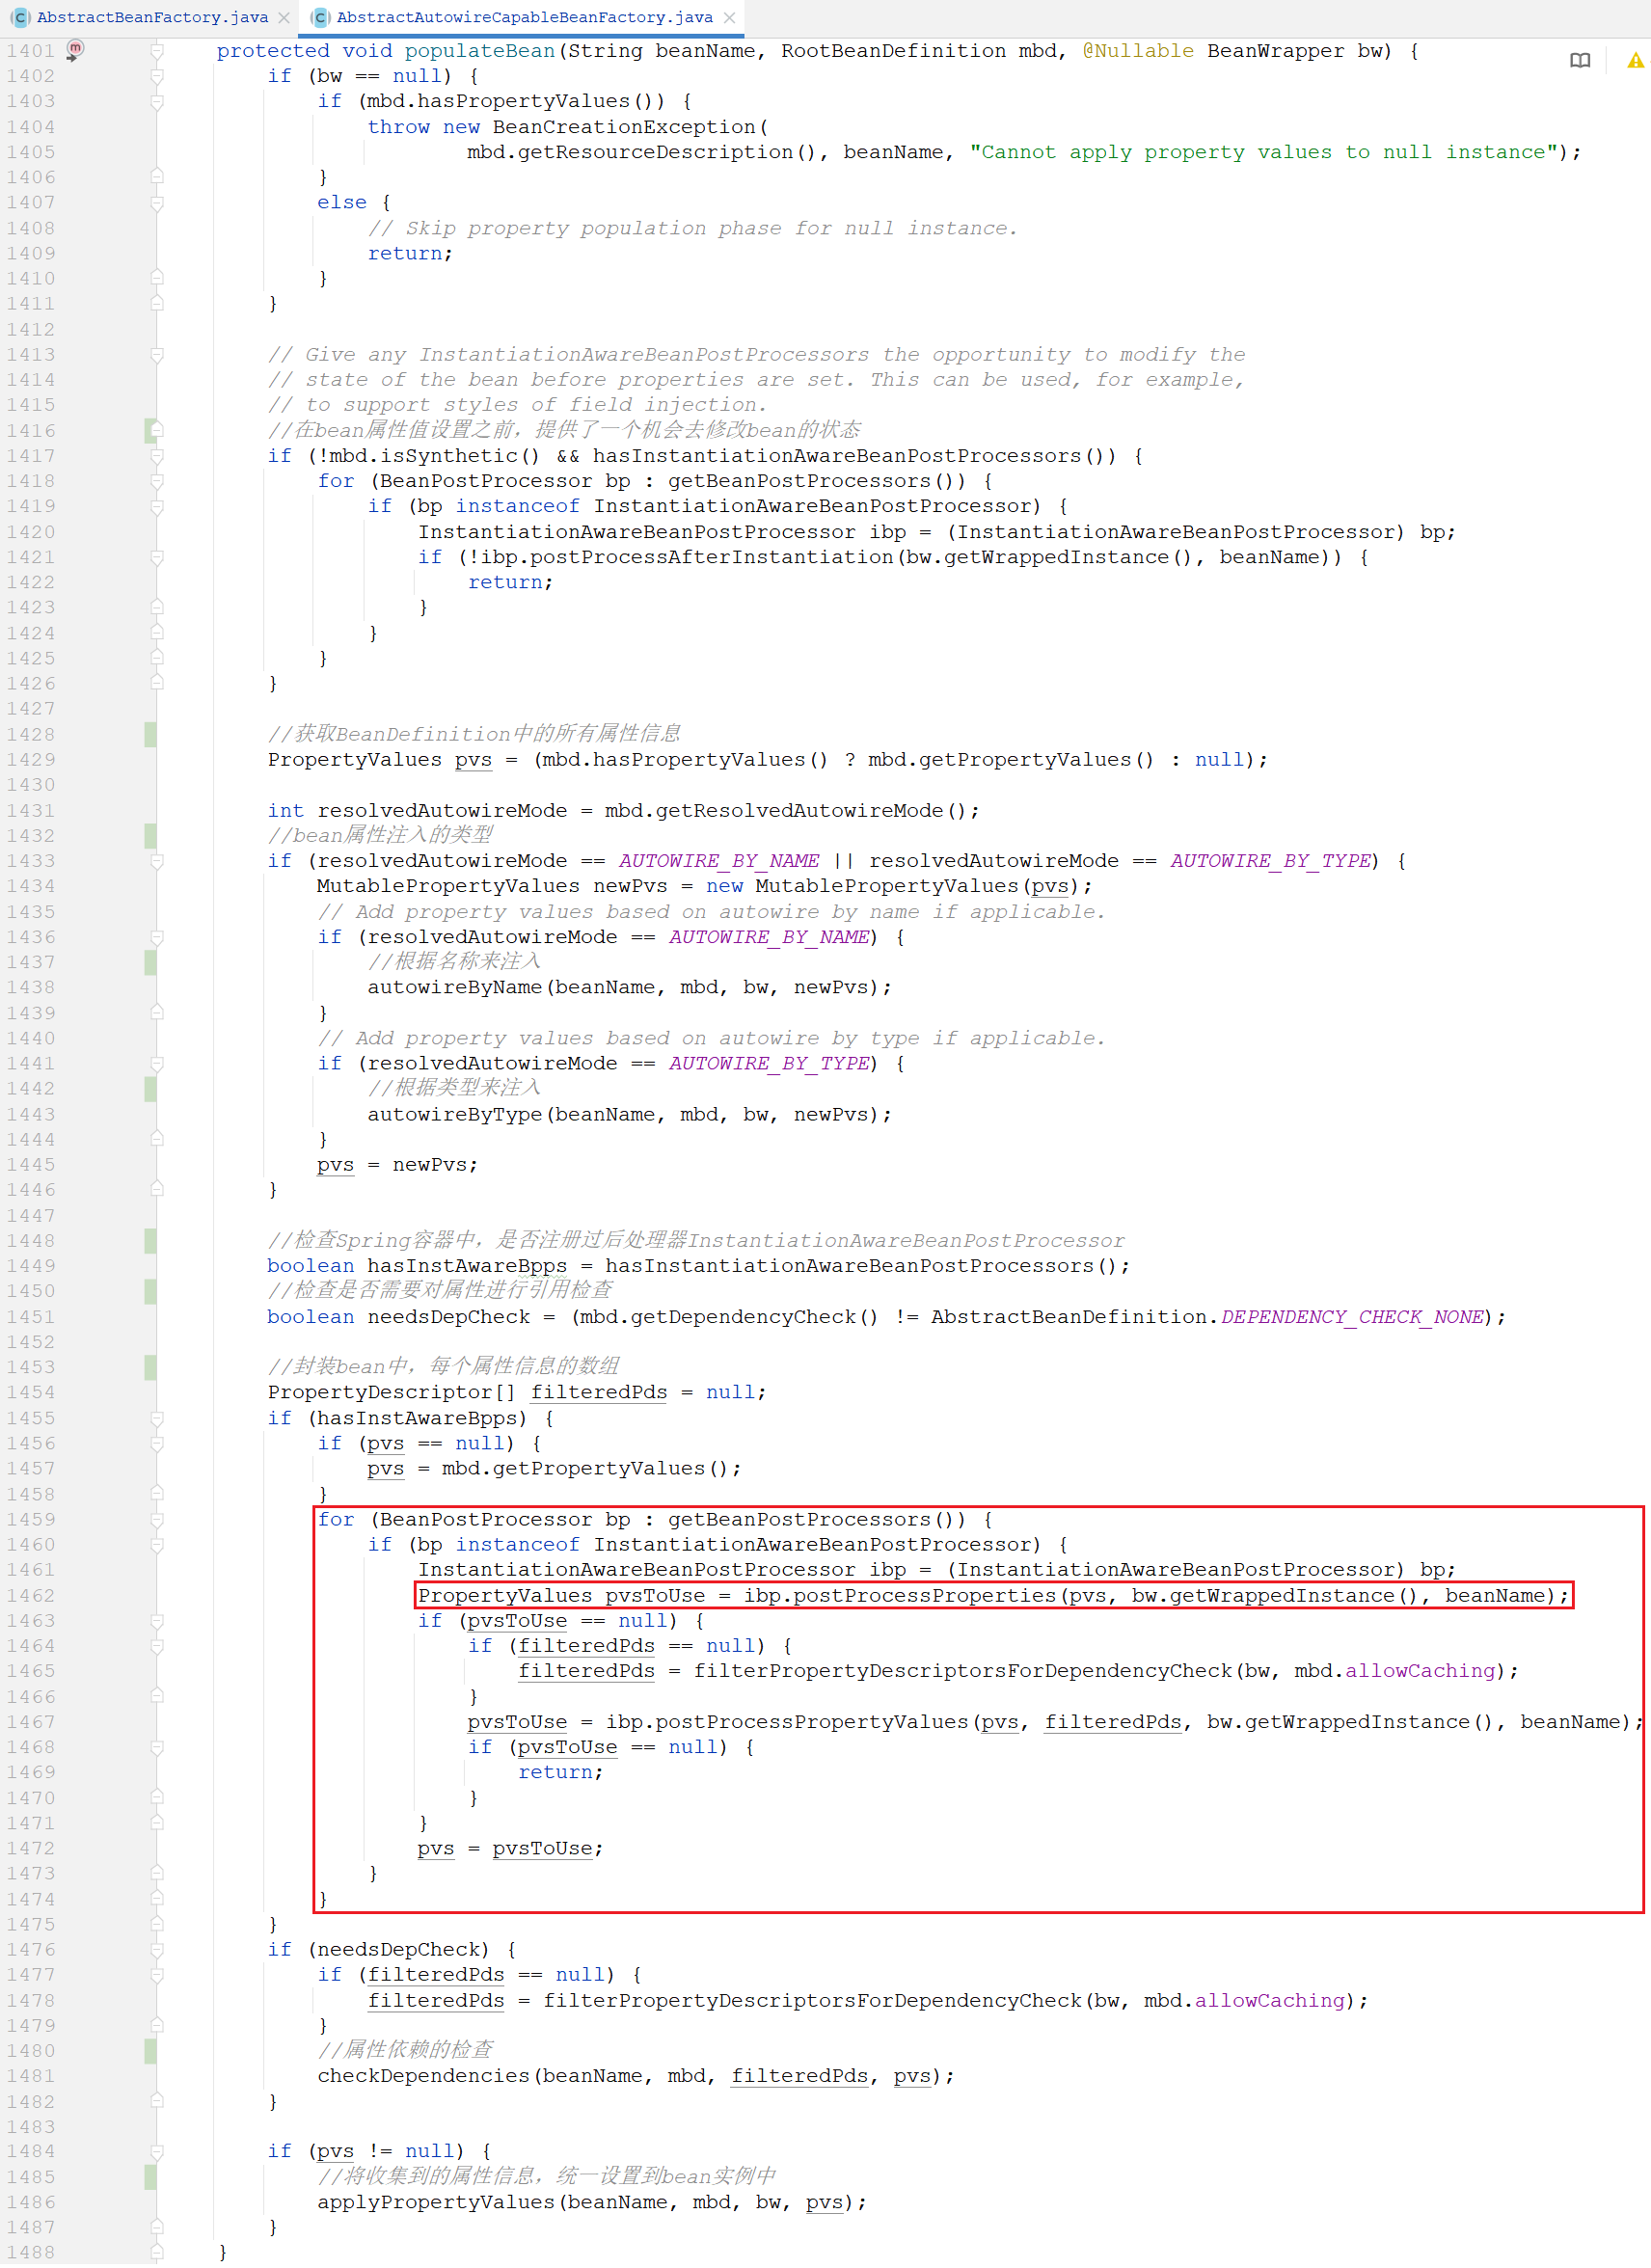 AbstractBeanFactory.java AbstractAutowireCapableBeanFactory.java
1401 protected void populateBean(String beanName, RootBeanDefinition mbd, @Nullable BeanWrapper bw) {
1402 if (bw == null) {
1403 if (mbd.hasPropertyValues()) {
1404 throw new BeanCreationException(
1405 mbd.getResourceDescription(), beanName, "Cannot apply property values to null instance");
1406 }
1407 else {
1408 // Skip property population phase for null instance.
1409 return;
1410 }
1411 }
1412
1413 // Give any InstantiationAwareBeanPostProcessors the opportunity to modify the
1414 // state of the bean before properties are set. This can be used, for example,
1415 // to support styles of field injection.
1416 //在bean属性值设置之前，提供了一个机会去修改bean的状态
1417 if (!mbd.isSynthetic() && hasInstantiationAwareBeanPostProcessors()) {
1418 for (BeanPostProcessor bp : getBeanPostProcessors()) {
1419 if (bp instanceof InstantiationAwareBeanPostProcessor) {
1420 InstantiationAwareBeanPostProcessor ibp = (InstantiationAwareBeanPostProcessor) bp;
1421 if (!ibp.postProcessAfterInstantiation(bw.getWrappedInstance(), beanName)) {
1422 return;
1423 }
1424 }
1425 }
1426 }
1427
1428 //获取BeanDefinition中的所有属性信息
1429 PropertyValues pvs = (mbd.hasPropertyValues() ? mbd.getPropertyValues() : null);
1430
1431 int resolvedAutowireMode = mbd.getResolvedAutowireMode();
1432 //bean属性注入的类型
1433 if (resolvedAutowireMode == AUTOWIRE_BY_NAME || resolvedAutowireMode == AUTOWIRE_BY_TYPE) {
1434 MutablePropertyValues newPvs = new MutablePropertyValues(pvs);
1435 // Add property values based on autowire by name if applicable.
1436 if (resolvedAutowireMode == AUTOWIRE_BY_NAME) {
1437 //根据名称来注入
1438 autowireByName(beanName, mbd, bw, newPvs);
1439 }
1440 // Add property values based on autowire by type if applicable.
1441 if (resolvedAutowireMode == AUTOWIRE_BY_TYPE) {
1442 //根据类型来注入
1443 autowireByType(beanName, mbd, bw, newPvs);
1444 }
1445 pvs = newPvs;
1446 }
1447
1448 //检查Spring容器中，是否注册过后处理器InstantiationAwareBeanPostProcessor
1449 boolean hasInstAwareBpps = hasInstantiationAwareBeanPostProcessors();
1450 //检查是否需要对属性进行引用检查
1451 boolean needsDepCheck = (mbd.getDependencyCheck() != AbstractBeanDefinition.DEPENDENCY_CHECK_NONE);
1452
1453 //封装bean中，每个属性信息的数组
1454 PropertyDescriptor[] filteredPds = null;
1455 if (hasInstAwareBpps) {
1456 if (pvs == null) {
1457 pvs = mbd.getPropertyValues();
1458 }
1459 for (BeanPostProcessor bp : getBeanPostProcessors()) {
1460 if (bp instanceof InstantiationAwareBeanPostProcessor) {
1461 InstantiationAwareBeanPostProcessor ibp = (InstantiationAwareBeanPostProcessor) bp;
1462 PropertyValues pvsToUse = ibp.postProcessProperties(pvs, bw.getWrappedInstance(), beanName);
1463 if (pvsToUse == null) {
1464 if (filteredPds == null) {
1465 filteredPds = filterPropertyDescriptorsForDependencyCheck(bw, mbd.allowCaching);
1466 }
1467 pvsToUse = ibp.postProcessPropertyValues(pvs, filteredPds, bw.getWrappedInstance(), beanName);
1468 if (pvsToUse == null) {
1469 return;
1470 }
1471 }
1472 pvs = pvsToUse;
1473 }
1474 }
1475 }
1476 if (needsDepCheck) {
1477 if (filteredPds == null) {
1478 filteredPds = filterPropertyDescriptorsForDependencyCheck(bw, mbd.allowCaching);
1479 }
1480 //属性依赖的检查
1481 checkDependencies(beanName, mbd, filteredPds, pvs);
1482 }
1483
1484 if (pvs != null) {
1485 //将收集到的属性信息，统一设置到bean实例中
1486 applyPropertyValues(beanName, mbd, bw, pvs);
1487 }
1488 }